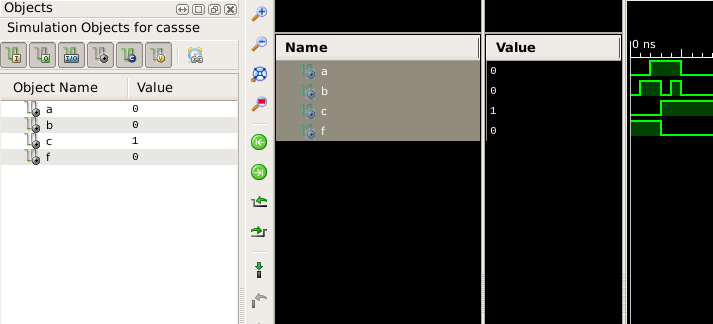 Objects
Simulation Objects for cassse
Object Name Value
a 0
b 0
c 1
f 0
Name Value
a 0
b 0
c 1
f 0
0 ns